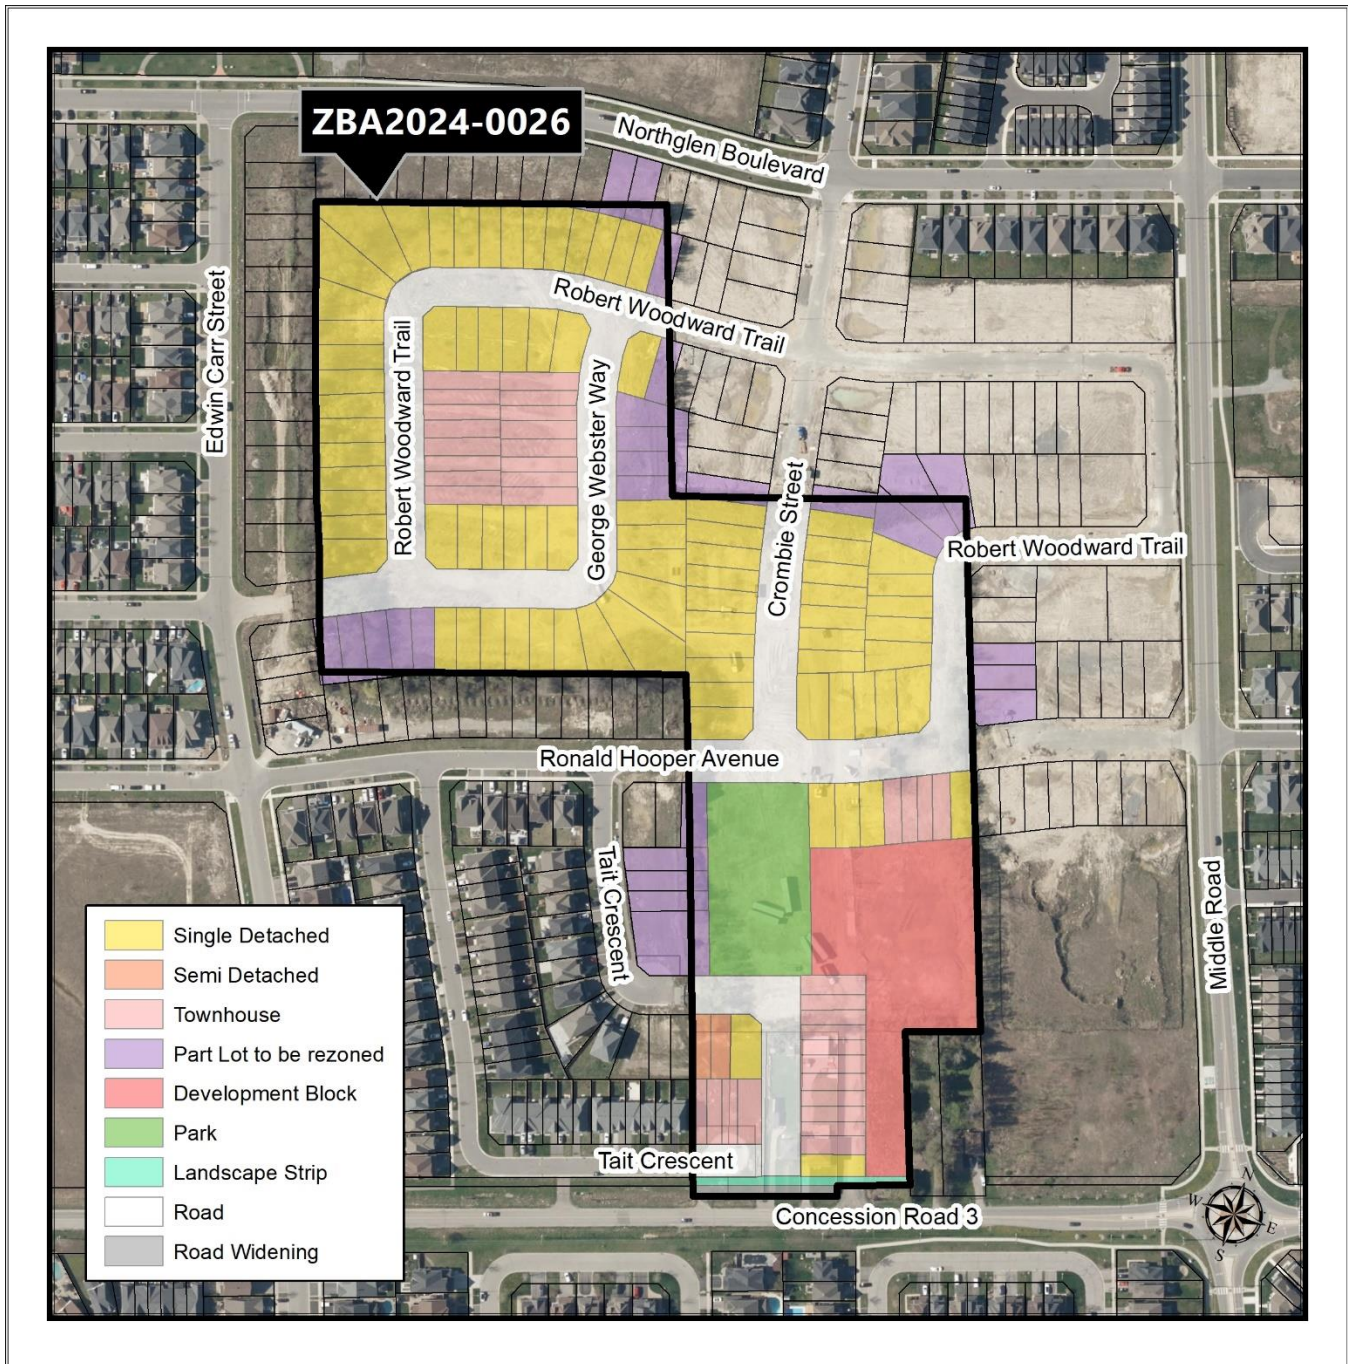 ZBA2024-0026
Northglen Boulevard
Edwin Carr Street
Robert Woodward Trail
Robert Woodward Trail
George Webster Way
Crombie Street
Robert Woodward Trail
Ronald Hooper Avenue
Tait Crescent
Middle Road
Single Detached
Semi Detached
Townhouse
Part Lot to be rezoned
Development Block
Park
Landscape Strip
Road
Road Widening
Tait Crescent
Concession Road 3
N
W
E
S